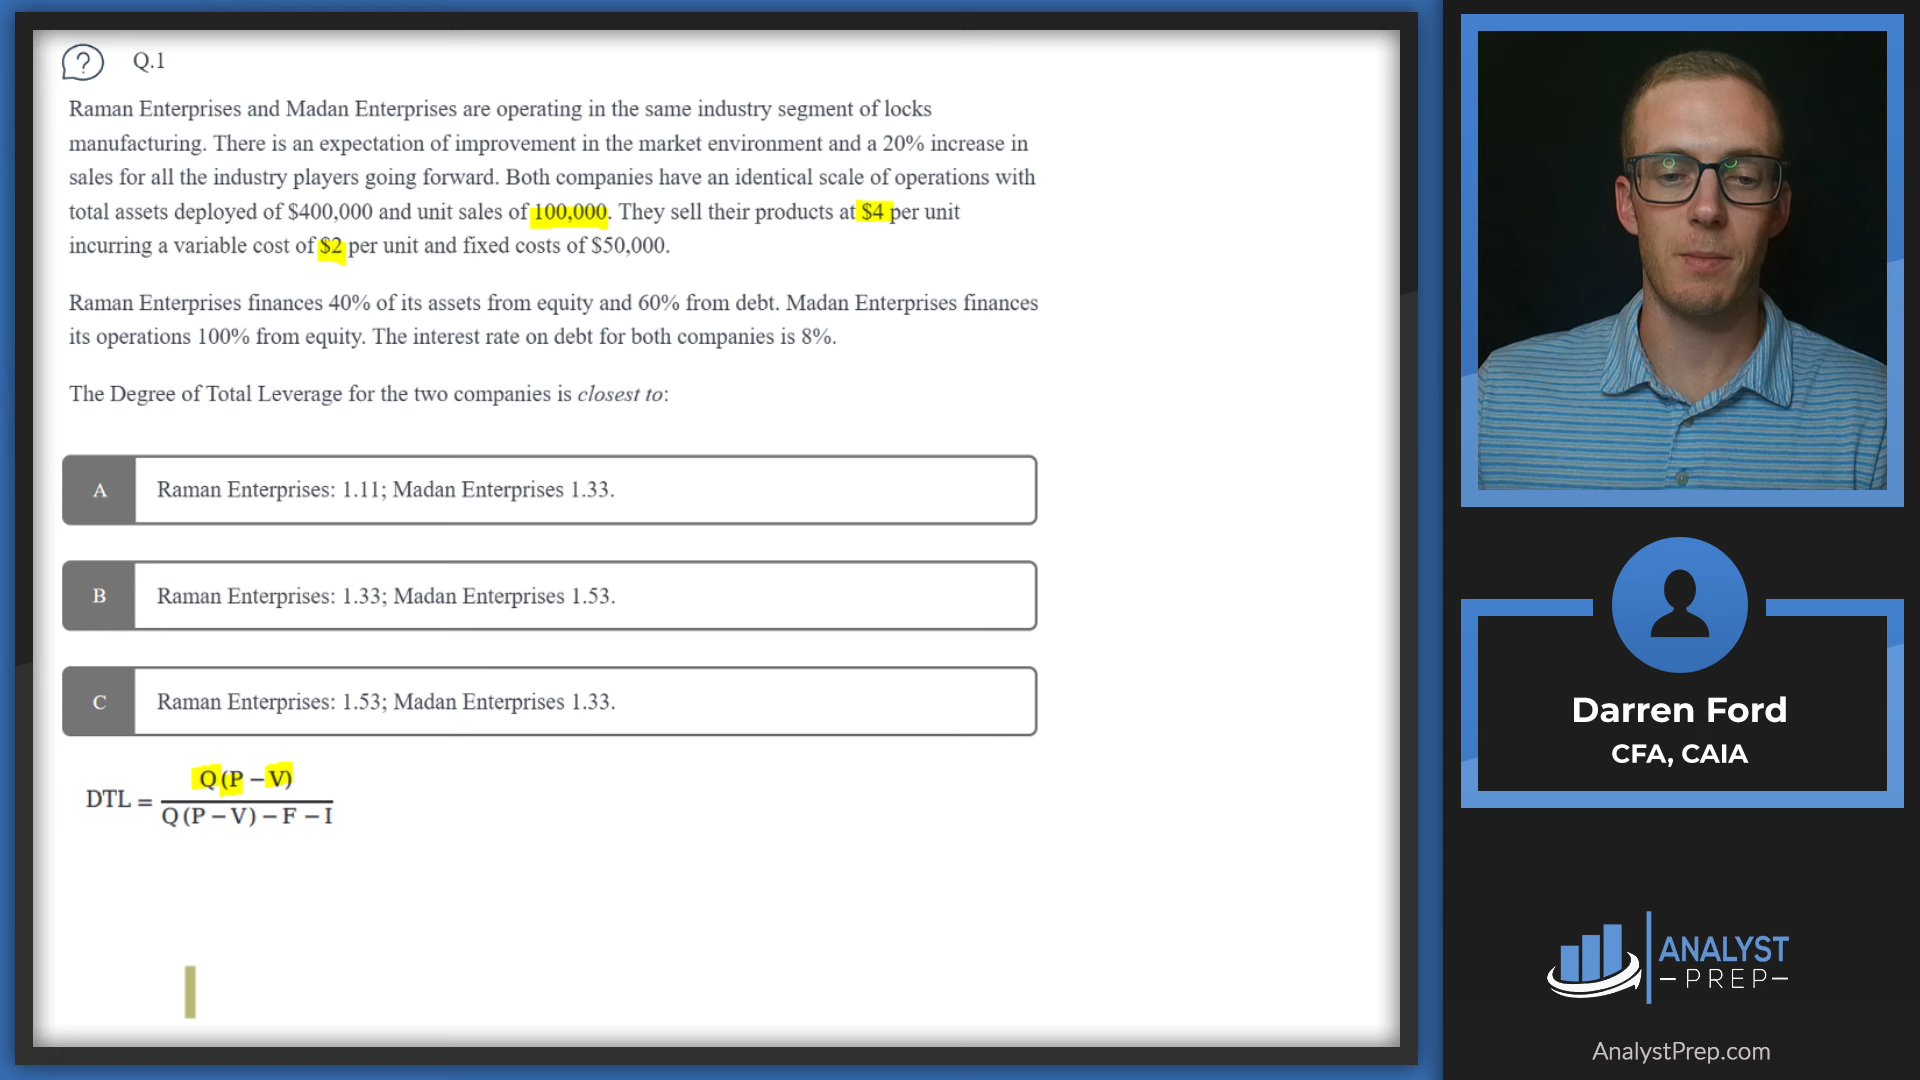 Q.1
Raman Enterprises and Madan Enterprises are operating in the same industry segment of locks
manufacturing. There is an expectation of improvement in the market environment and a 20% increase in
sales for all the industry players going forward. Both companies have an identical scale of operations with
total assets deployed of $400,000 and unit sales of 100,000. They sell their products at $4 per unit
incurring a variable cost of $2 per unit and fixed costs of $50,000.
Raman Enterprises finances 40% of its assets from equity and 60% from debt. Madan Enterprises finances
its operations 100% from equity. The interest rate on debt for both companies is 8%.
The Degree of Total Leverage for the two companies is closest to:
A Raman Enterprises: 1.11; Madan Enterprises 1.33.
B Raman Enterprises: 1.33; Madan Enterprises 1.53.
C Raman Enterprises: 1.53; Madan Enterprises 1.33.
Q (P – V)
DTL =
Q (P – V) – F – I
Darren Ford
CFA, CAIA
ANALYST
–PREP–
AnalystPrep.com